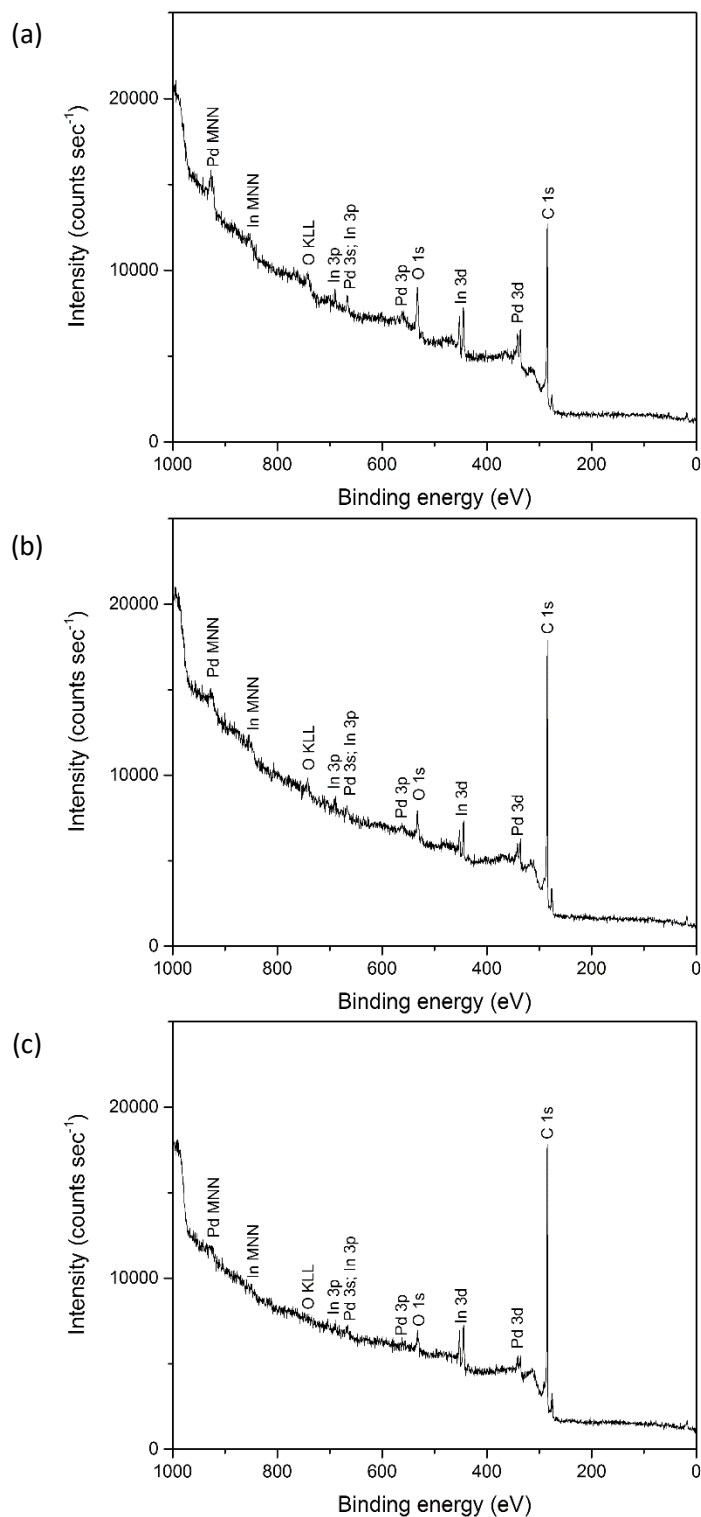 (a)
20000
10000
0
Intensity (counts sec⁻¹)
Pd MNN
In MNN
O KLL
In 3p
Pd 3s; In 3p
Pd 3p
O 1s
In 3d
Pd 3d
C 1s
1000 800 600 400 200 0
Binding energy (eV)
(b)
20000
10000
0
Intensity (counts sec⁻¹)
Pd MNN
In MNN
O KLL
In 3p
Pd 3s; In 3p
Pd 3p
O 1s
In 3d
Pd 3d
C 1s
1000 800 600 400 200 0
Binding energy (eV)
(c)
20000
10000
0
Intensity (counts sec⁻¹)
Pd MNN
In MNN
O KLL
In 3p
Pd 3s; In 3p
Pd 3p
O 1s
In 3d
Pd 3d
C 1s
1000 800 600 400 200 0
Binding energy (eV)